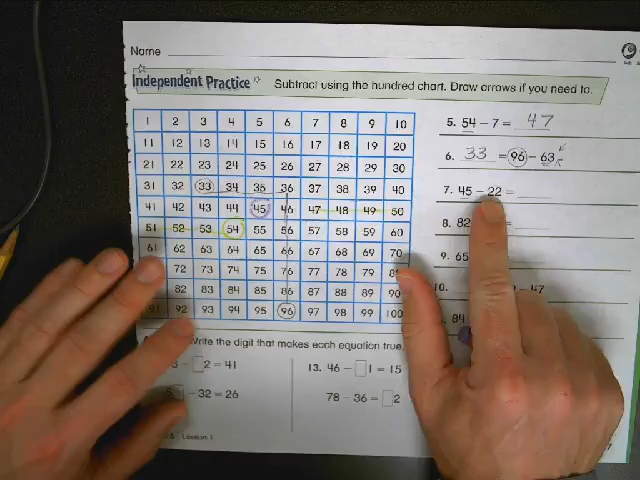 Name
Independent Practice Subtract using the hundred chart. Draw arrows if you need to.
1 2 3 4 5 6 7 8 9 10
11 12 13 14 15 16 17 18 19 20
21 22 23 24 25 26 27 28 29 30
31 32 33 34 35 36 37 38 39 40
41 42 43 44 45 46 47 48 49 50
51 52 53 54 55 56 57 58 59 60
61 62 63 64 65 66 67 68 69 70
72 73 74 75 76 77 78 79
82 83 84 85 86 87 88 89 90
91 92 93 94 95 96 97 98 99 100
5. 54 – 7 = 47
6. 33 = 96 – 63
7. 45 – 22 =
8. 82 =
9. 65
10. – 47
84
Write the digit that makes each equation true.
– 2 = 41
– 32 = 26
13. 46 – 1 = 15
78 – 36 = 2
Lesson